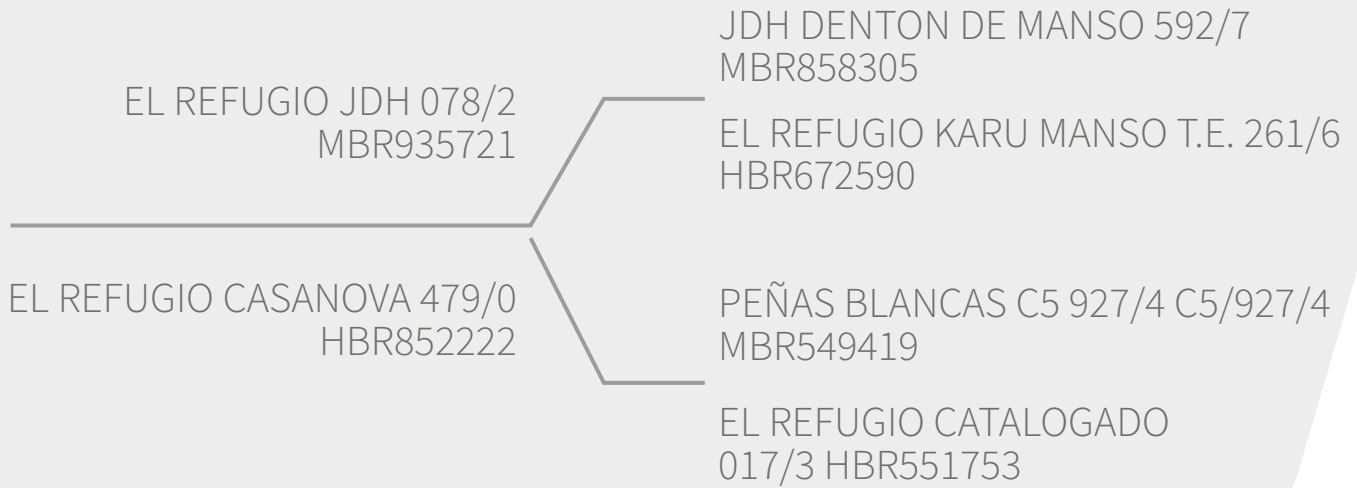 EL REFUGIO JDH 078/2
MBR935721
EL REFUGIO CASANOVA 479/0
HBR852222
JDH DENTON DE MANSO 592/7
MBR858305
EL REFUGIO KARU MANSO T.E. 261/6
HBR672590
PEÑAS BLANCAS C5 927/4 C5/927/4
MBR549419
EL REFUGIO CATALOGADO
017/3 HBR551753